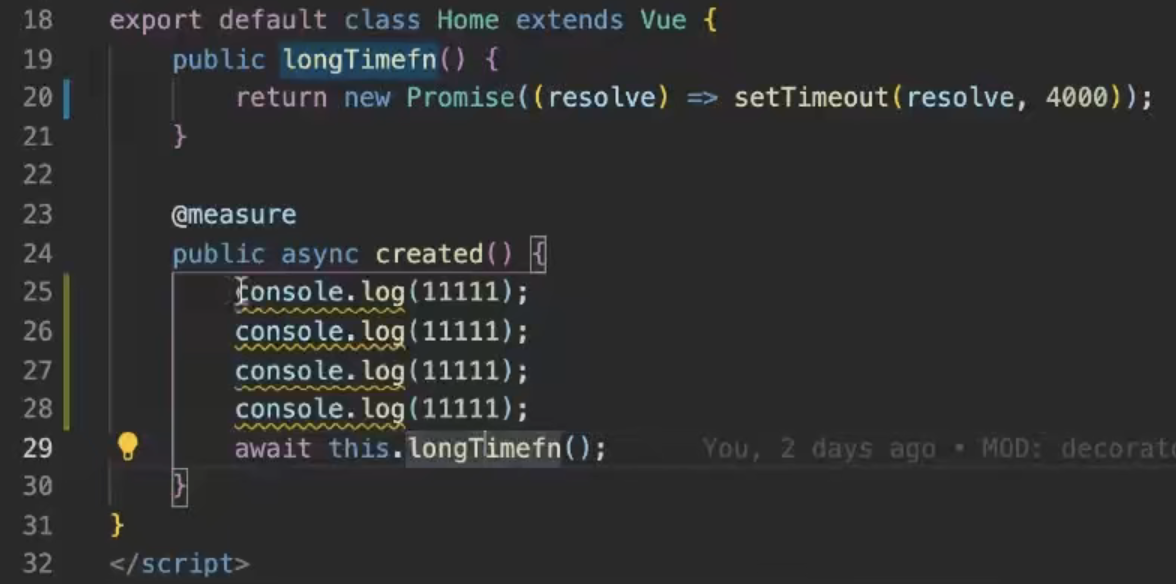 18 export default class Home extends Vue {
19 public longTimefn() {
20 return new Promise((resolve) => setTimeout(resolve, 4000));
21 }
22
23 @measure
24 public async created() {
25 console.log(11111);
26 console.log(11111);
27 console.log(11111);
28 console.log(11111);
29 await this.longTimefn(); You, 2 days ago • MOD: decorat
30 }
31 }
32 </script>